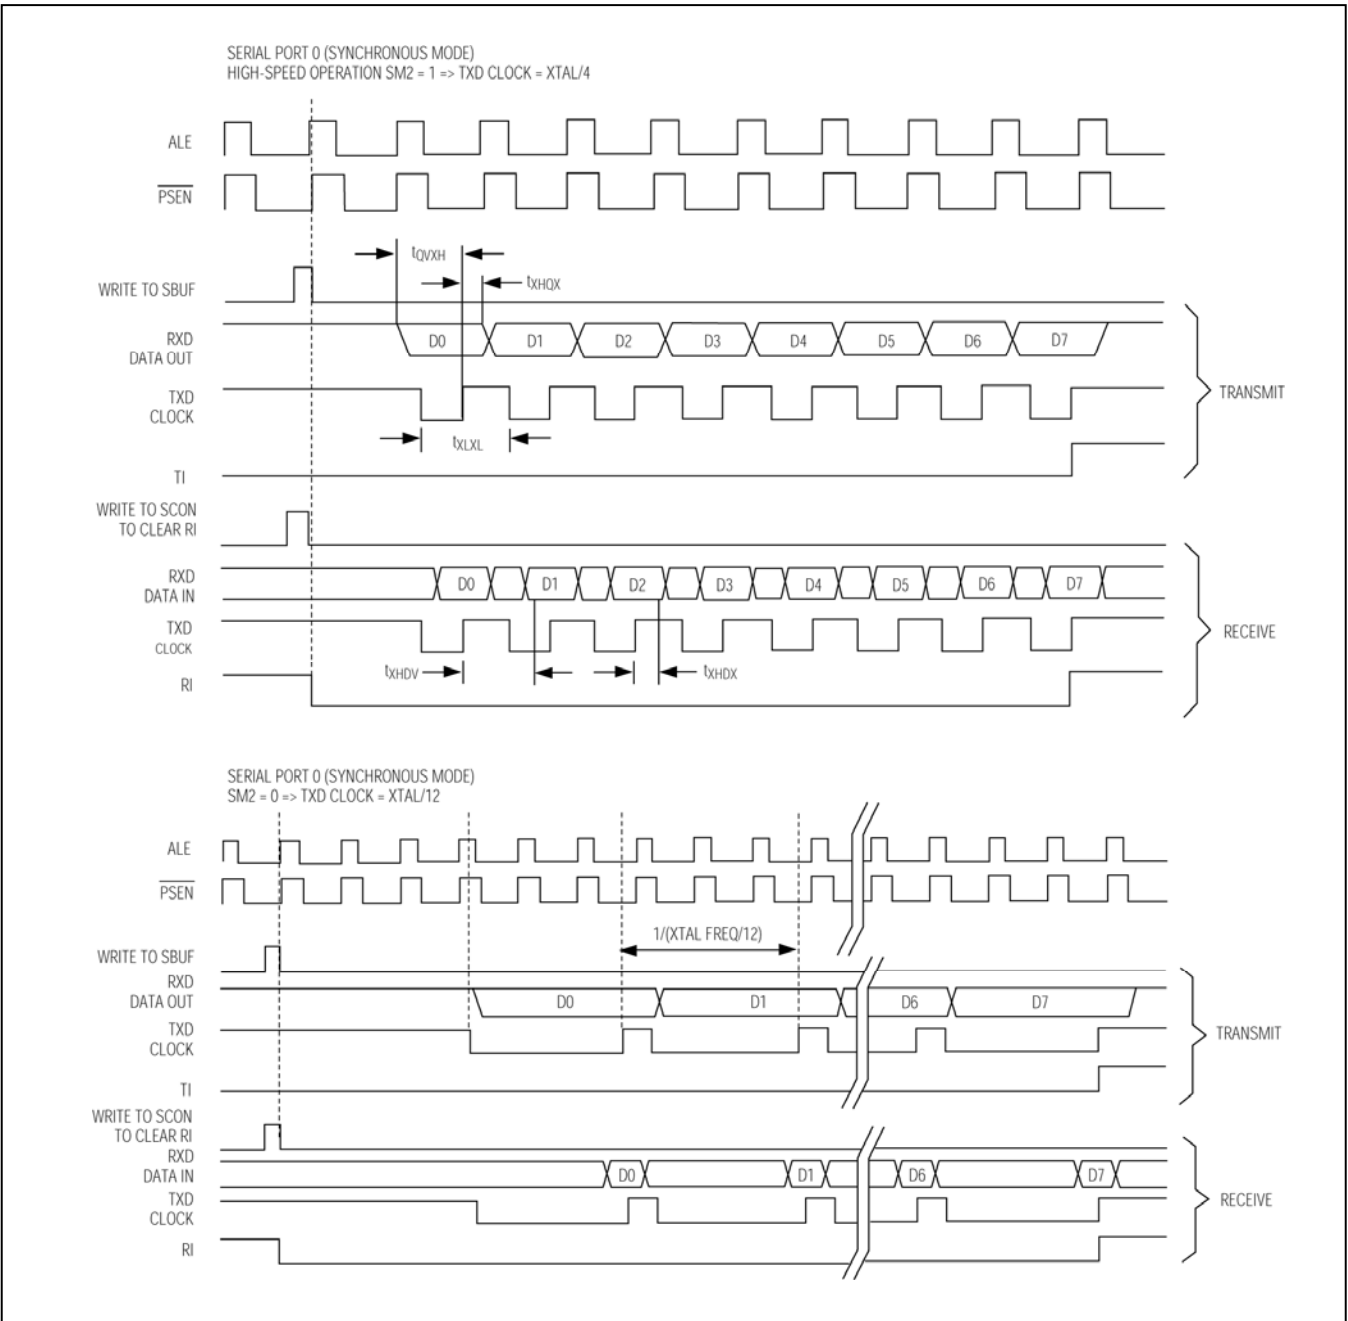 SERIAL PORT 0 (SYNCHRONOUS MODE)
HIGH-SPEED OPERATION SM2 = 1 => TXD CLOCK = XTAL/4
ALE
PSEN
tQVXH
tXHQX
WRITE TO SBUF
RXD
DATA OUT
D0 D1 D2 D3 D4 D5 D6 D7
TXD
CLOCK
TRANSMIT
tXLXL
TI
WRITE TO SCON
TO CLEAR RI
RXD
DATA IN
D0 D1 D2 D3 D4 D5 D6 D7
TXD
CLOCK
RECEIVE
tXHDV
tXHDX
RI
SERIAL PORT 0 (SYNCHRONOUS MODE)
SM2 = 0 => TXD CLOCK = XTAL/12
ALE
PSEN
1/(XTAL FREQ/12)
WRITE TO SBUF
RXD
DATA OUT
D0 D1 D6 D7
TXD
CLOCK
TRANSMIT
TI
WRITE TO SCON
TO CLEAR RI
RXD
DATA IN
D0 D1 D6 D7
TXD
CLOCK
RECEIVE
RI